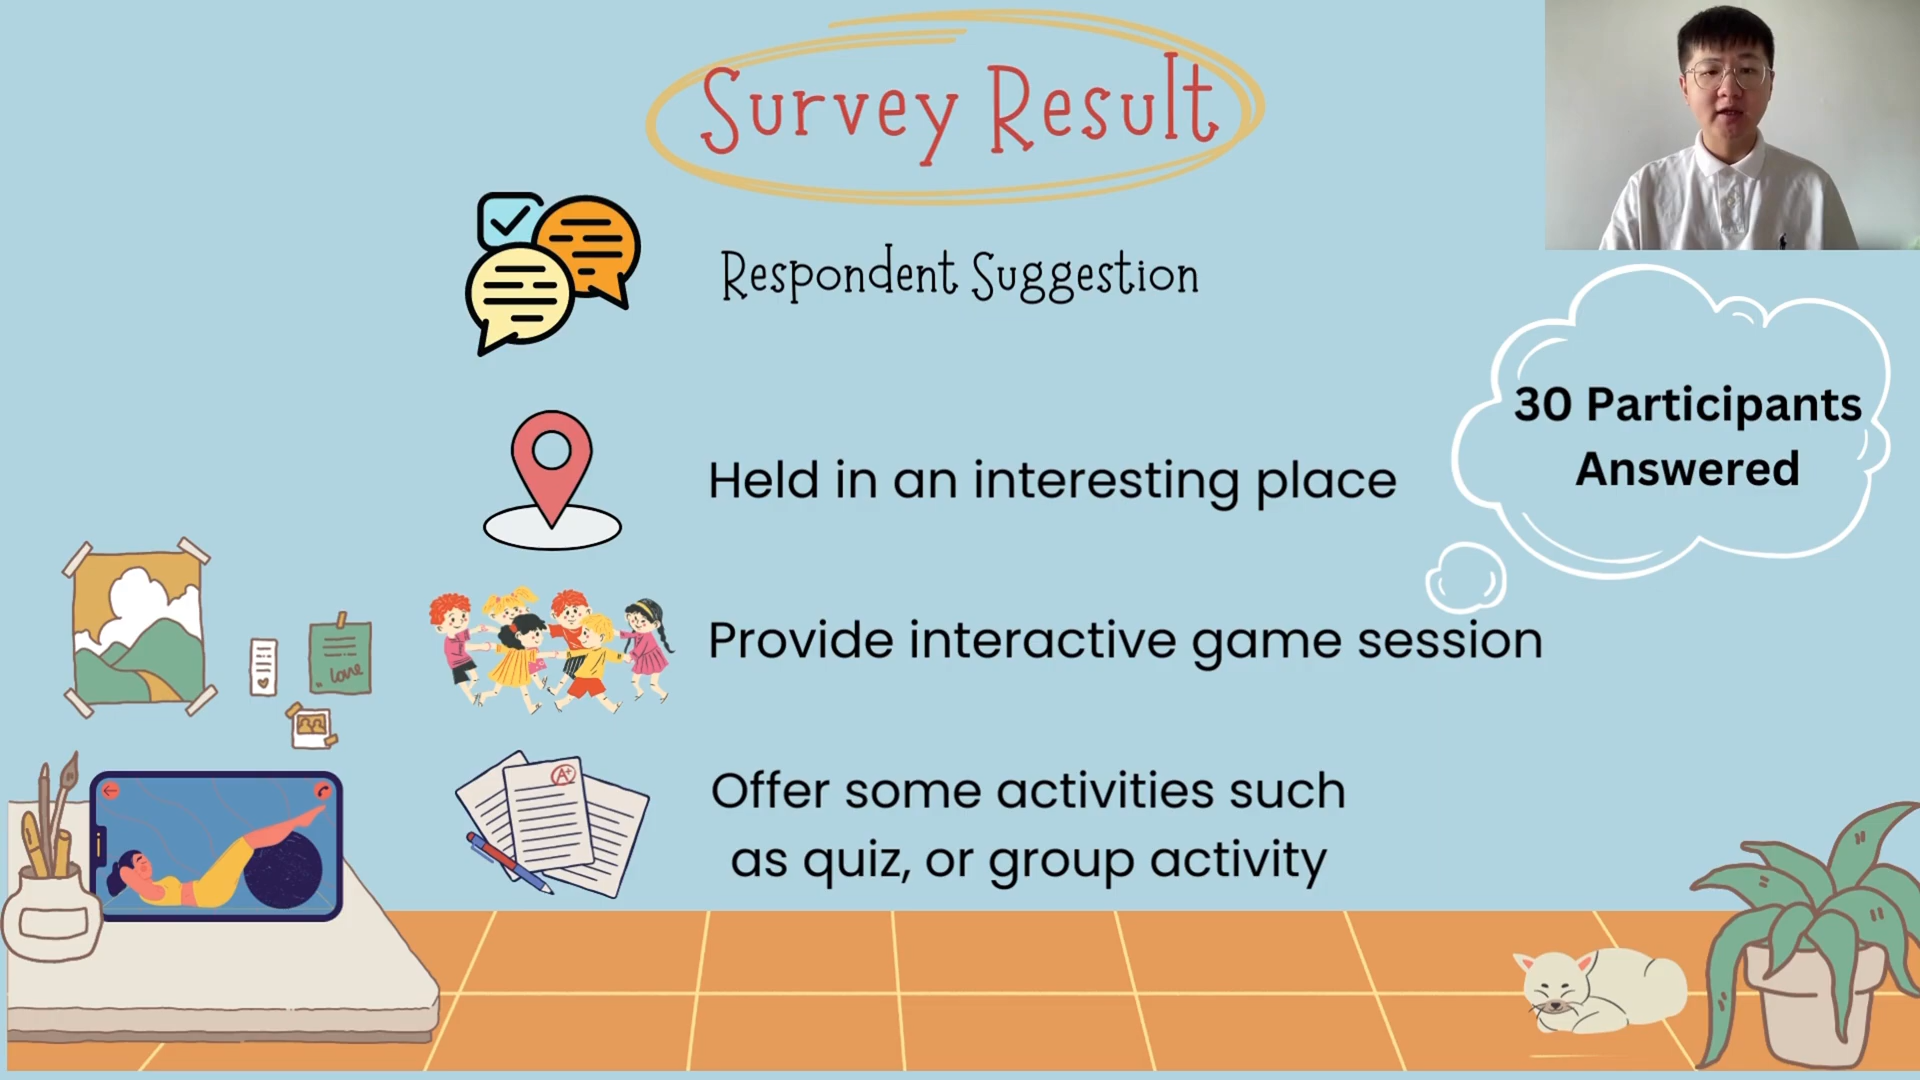 Survey Result
Respondent Suggestion
30 Participants
Answered
Held in an interesting place
Provide interactive game session
love
A+
Offer some activities such
as quiz, or group activity